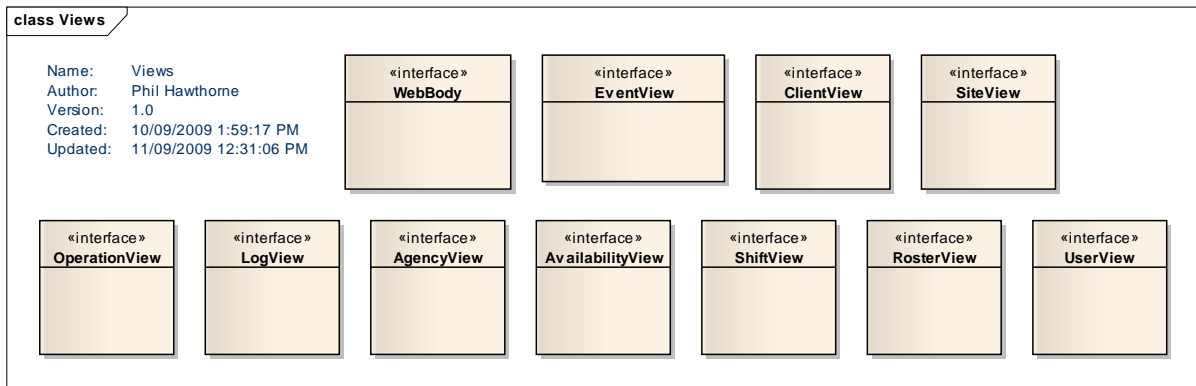 class Views
Name: Views
Author: Phil Hawthorne
Version: 1.0
Created: 10/09/2009 1:59:17 PM
Updated: 11/09/2009 12:31:06 PM
«interface»
WebBody
«interface»
EventView
«interface»
ClientView
«interface»
SiteView
«interface»
OperationView
«interface»
LogView
«interface»
AgencyView
«interface»
AvailabilityView
«interface»
ShiftView
«interface»
RosterView
«interface»
UserView